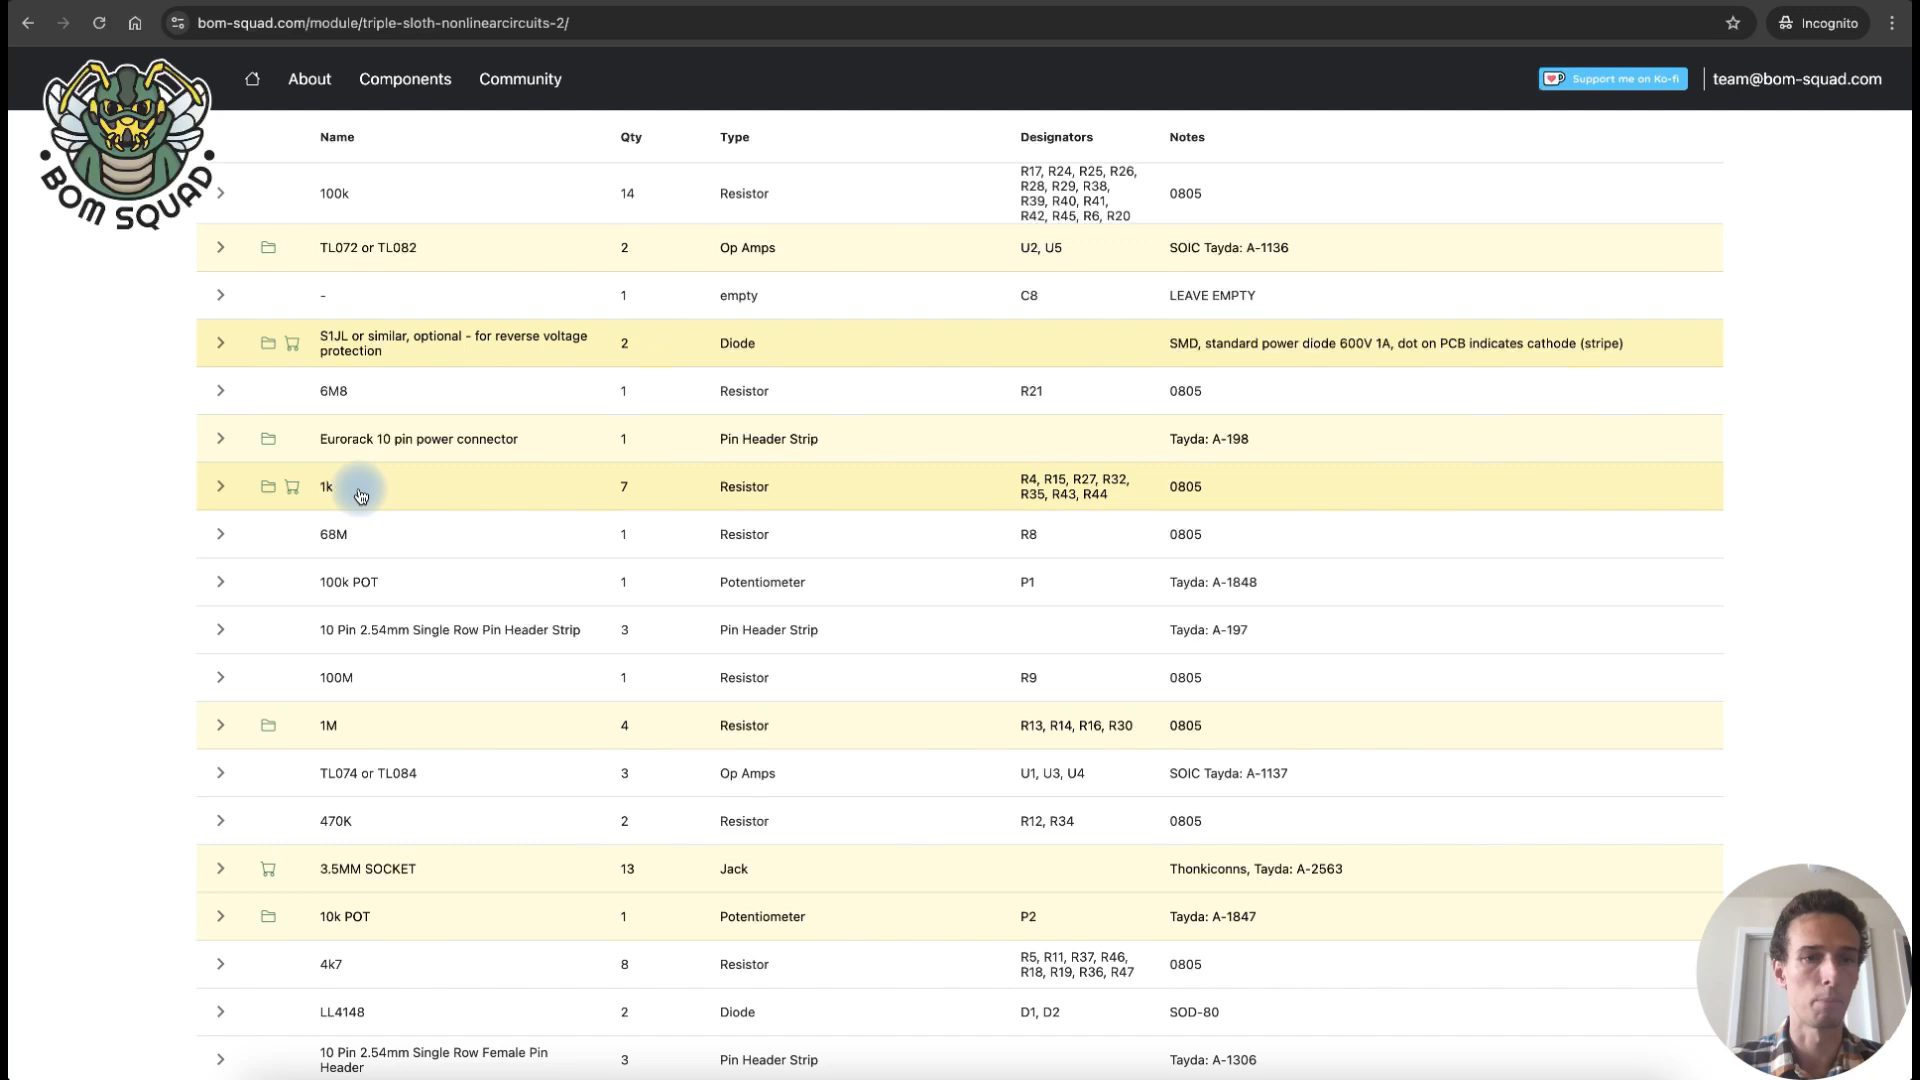 bom-squad.com/module/triple-sloth-nonlinearcircuits-2/
Incognito
BOM SQUAD
About
Components
Community
Support me on Ko-fi
team@bom-squad.com
Name Qty Type Designators Notes
100k 14 Resistor R17, R24, R25, R26, 0805
R28, R29, R38,
R39, R40, R41,
R42, R45, R6, R20
TL072 or TL082 2 Op Amps U2, U5 SOIC Tayda: A-1136
- 1 empty C8 LEAVE EMPTY
S1JL or similar, optional - for reverse voltage
protection 2 Diode SMD, standard power diode 600V 1A, dot on PCB indicates cathode (stripe)
6M8 1 Resistor R21 0805
Eurorack 10 pin power connector 1 Pin Header Strip Tayda: A-198
1k 7 Resistor R4, R15, R27, R32, 0805
R35, R43, R44
68M 1 Resistor R8 0805
100k POT 1 Potentiometer P1 Tayda: A-1848
10 Pin 2.54mm Single Row Pin Header Strip 3 Pin Header Strip Tayda: A-197
100M 1 Resistor R9 0805
1M 4 Resistor R13, R14, R16, R30 0805
TL074 or TL084 3 Op Amps U1, U3, U4 SOIC Tayda: A-1137
470K 2 Resistor R12, R34 0805
3.5MM SOCKET 13 Jack Thonkiconns, Tayda: A-2563
10k POT 1 Potentiometer P2 Tayda: A-1847
4k7 8 Resistor R5, R11, R37, R46, 0805
R18, R19, R36, R47
LL4148 2 Diode D1, D2 SOD-80
10 Pin 2.54mm Single Row Female Pin
Header 3 Pin Header Strip Tayda: A-1306